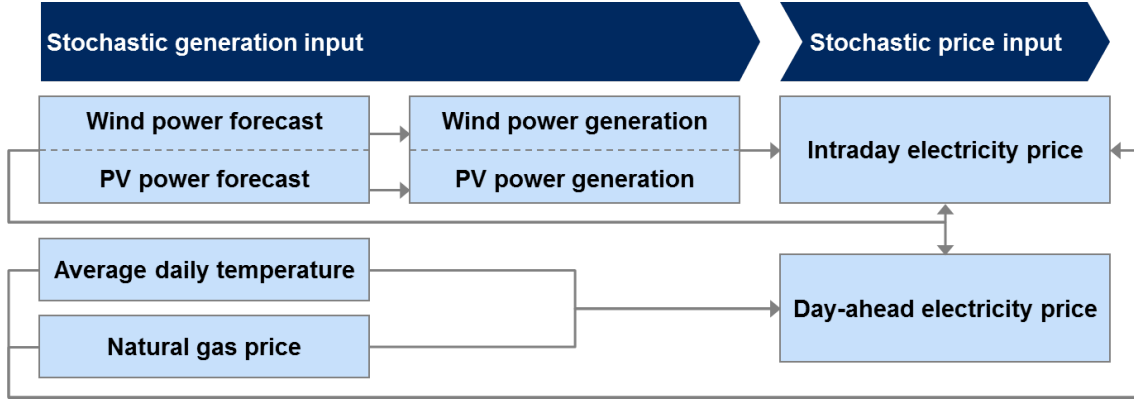 Stochastic generation input
Stochastic price input
Wind power forecast
Wind power generation
PV power forecast
PV power generation
Intraday electricity price
Average daily temperature
Natural gas price
Day-ahead electricity price